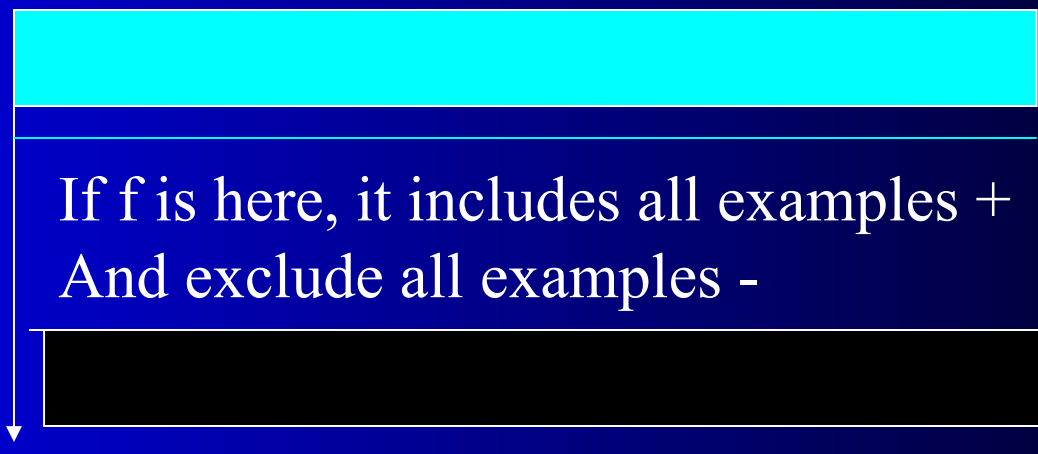 If f is here, it includes all examples +
And exclude all examples -